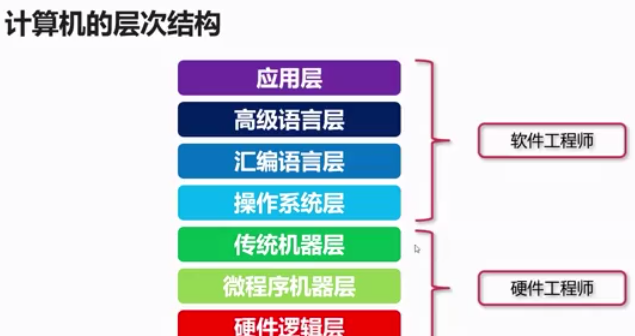 计算机的层次结构
应用层
高级语言层
汇编语言层
操作系统层
软件工程师
传统机器层
微程序机器层
硬件逻辑层
硬件工程师